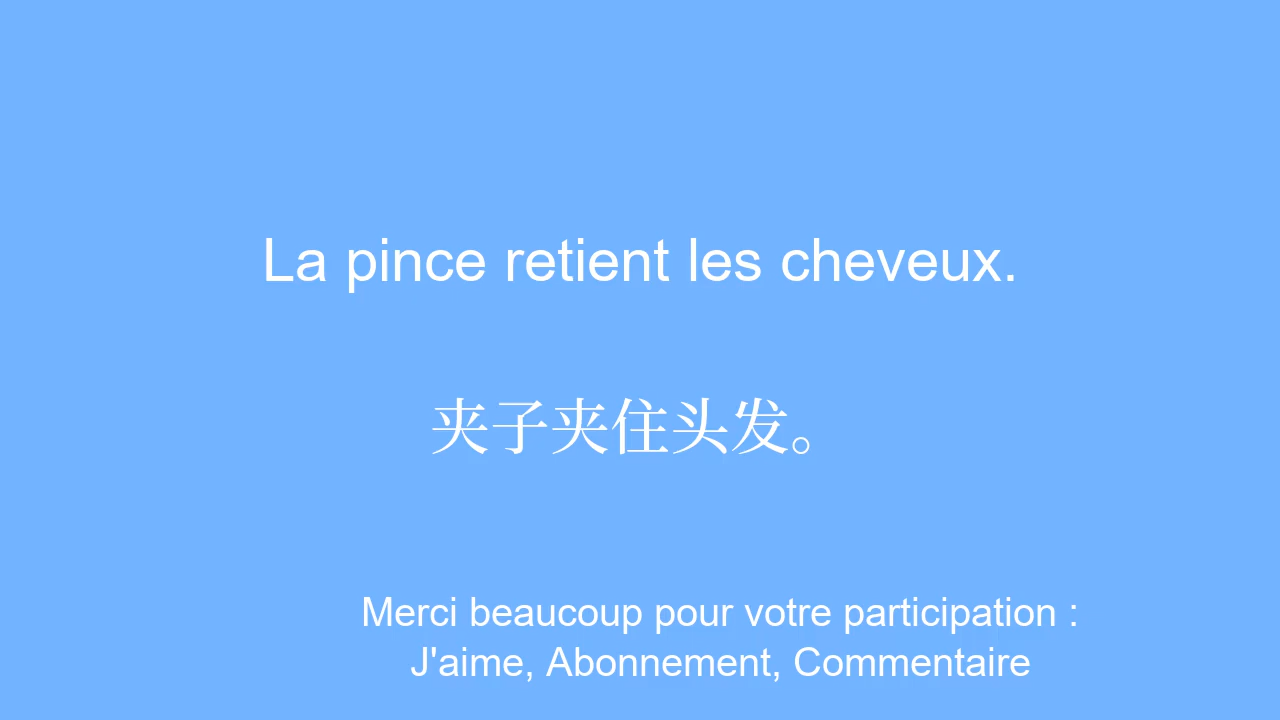 La pince retient les cheveux.
夹子夹住头发。
Merci beaucoup pour votre participation :
J'aime, Abonnement, Commentaire